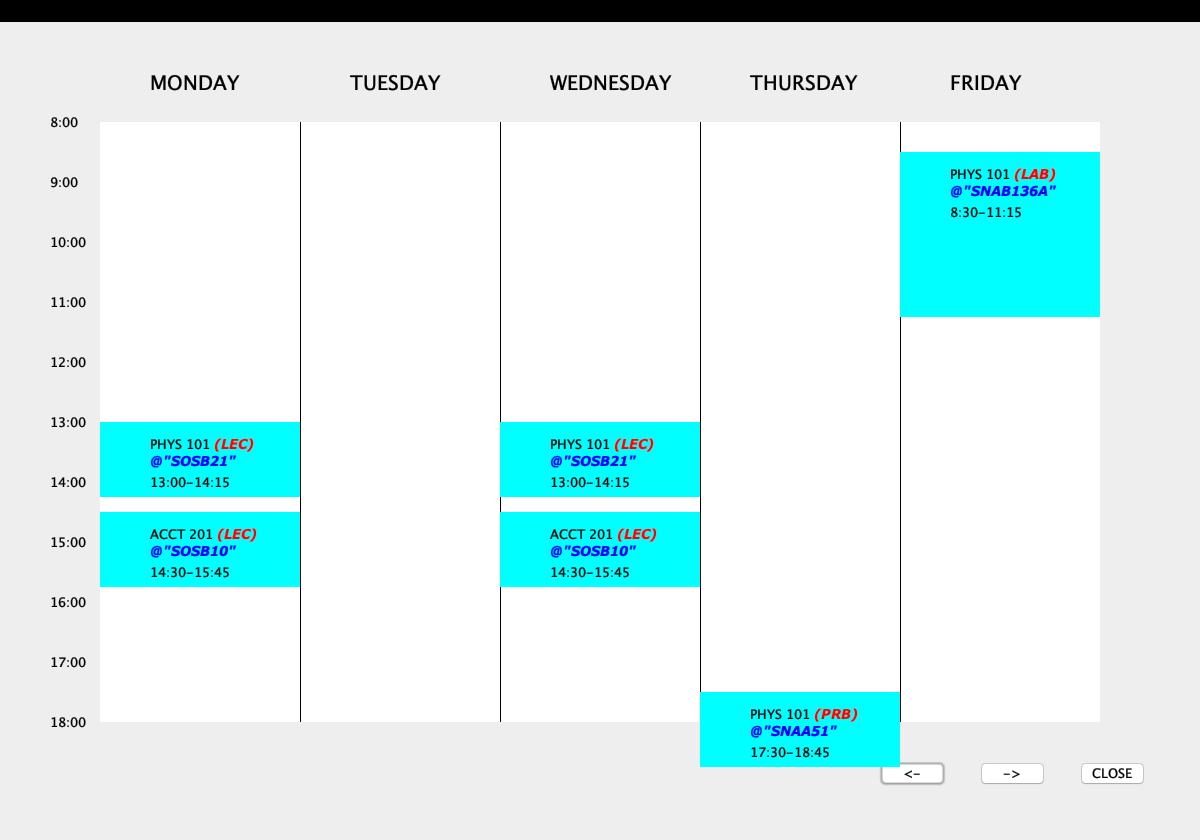 MONDAY TUESDAY WEDNESDAY THURSDAY FRIDAY
8:00
PHYS 101 (LAB)
@"SNAB136A"
8:30-11:15
9:00
10:00
11:00
12:00
13:00
PHYS 101 (LEC)
@"SOSB21"
13:00-14:15
PHYS 101 (LEC)
@"SOSB21"
13:00-14:15
14:00
ACCT 201 (LEC)
@"SOSB10"
14:30-15:45
ACCT 201 (LEC)
@"SOSB10"
14:30-15:45
15:00
16:00
17:00
PHYS 101 (PRB)
@"SNAA51"
17:30-18:45
18:00
<- -> CLOSE